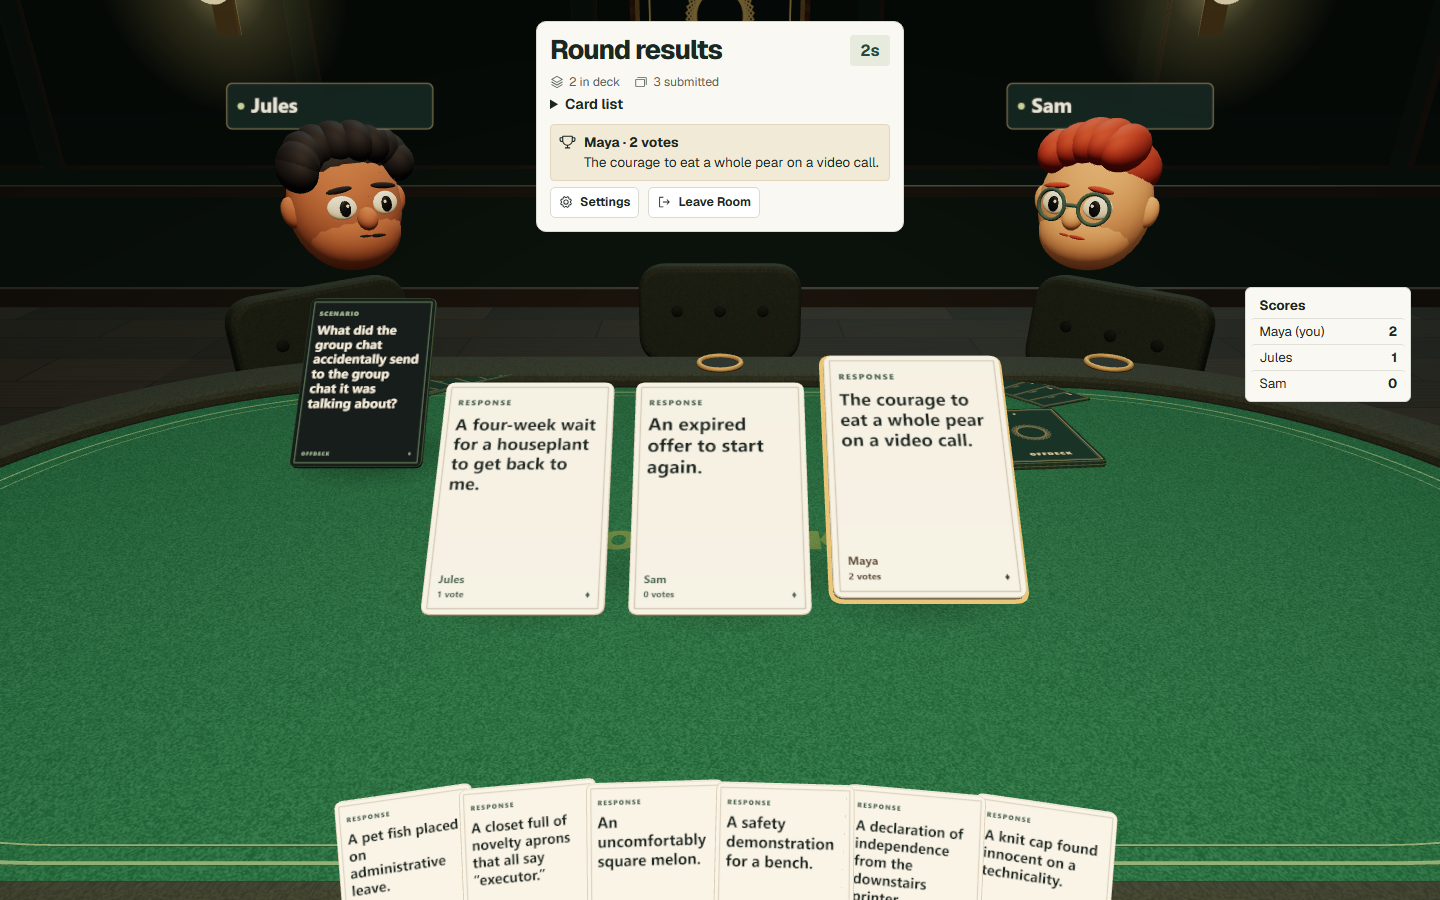 Round results
2s
2 in deck
3 submitted
Card list
Maya · 2 votes
The courage to eat a whole pear on a video call.
Settings
Leave Room
Jules
Sam
Scores
Maya (you) 2
Jules 1
Sam 0
SCENARIO
What did the
group chat
accidentally send
to the group
chat it was
talking about?
OFFDECK
RESPONSE
A four-week wait
for a houseplant
to get back to
me.
Jules
1 vote
RESPONSE
An expired
offer to start
again.
Sam
0 votes
RESPONSE
The courage to
eat a whole pear
on a video call.
Maya
2 votes
OFFDECK
RESPONSE
A pet fish placed
on
administrative
leave.
RESPONSE
A closet full of
novelty aprons
that all say
“executor.”
RESPONSE
An
uncomfortably
square melon.
RESPONSE
A safety
demonstration
for a bench.
RESPONSE
A declaration of
independence
from the
downstairs
printer
RESPONSE
A knit cap found
innocent on a
technicality.